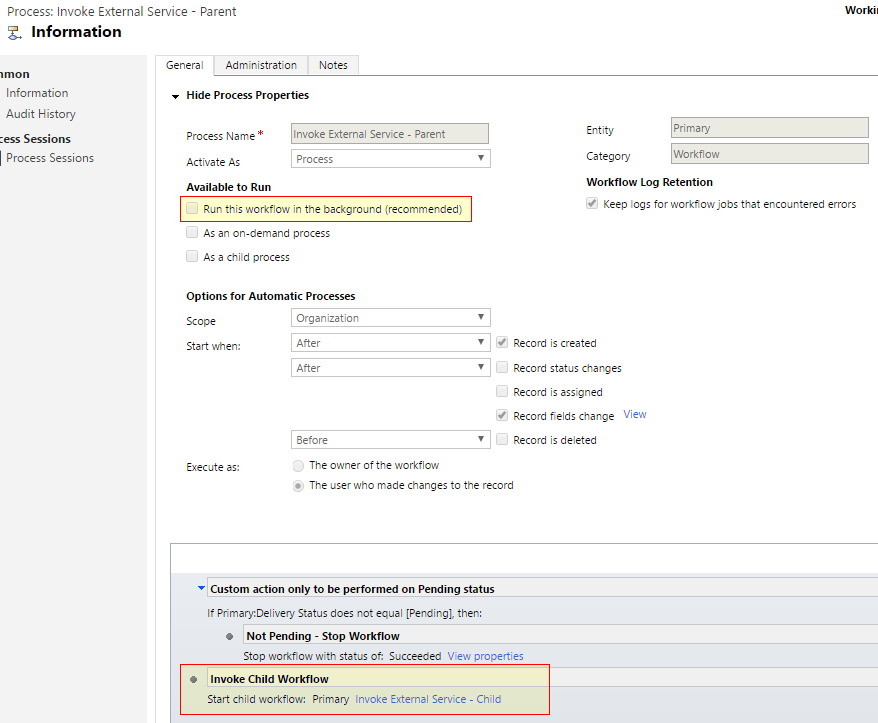 Process: Invoke External Service - Parent
Information
Workin
mmon
Information
Audit History
cess Sessions
Process Sessions
General Administration Notes
Hide Process Properties
Process Name * Invoke External Service - Parent
Activate As Process
Entity Primary
Category Workflow
Available to Run
Run this workflow in the background (recommended)
As an on-demand process
As a child process
Workflow Log Retention
Keep logs for workflow jobs that encountered errors
Options for Automatic Processes
Scope Organization
Start when: After Record is created
After Record status changes
Record is assigned
Record fields change View
Before Record is deleted
Execute as: The owner of the workflow
The user who made changes to the record
Custom action only to be performed on Pending status
If Primary:Delivery Status does not equal [Pending], then:
Not Pending - Stop Workflow
Stop workflow with status of: Succeeded View properties
Invoke Child Workflow
Start child workflow: Primary Invoke External Service - Child